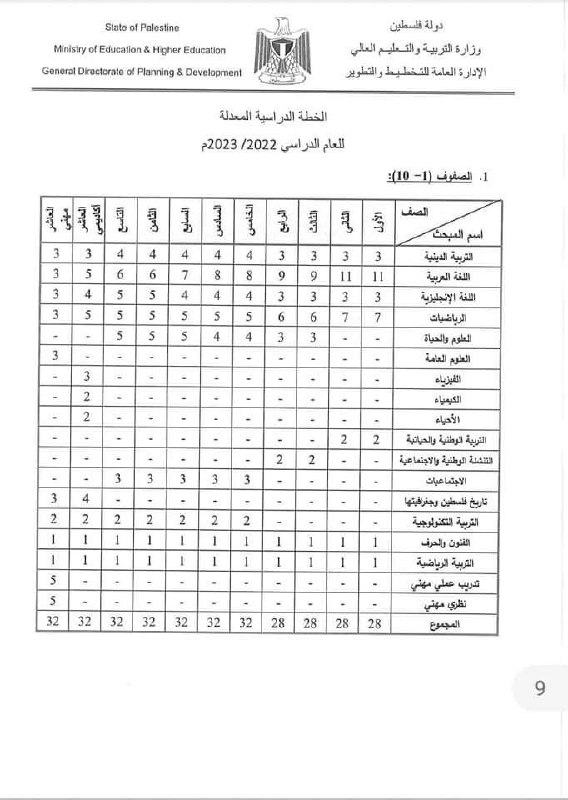 دولة فلسطين
وزارة التربية والتعليم العالي
الإدارة العامة للتخطيط والتطوير
State of Palestine
Ministry of Education & Higher Education
General Directorate of Planning & Development
الخطة الدراسية المعدلة
للعام الدراسي 2022/ 2023م
1. الصفوف (1- 10):
الصف اسم المبحث الأول الثاني الثالث الرابع الخامس السادس السابع الثامن التاسع العاشر أكاديمي العاشر مهني
التربية الدينية 3 3 3 3 4 4 4 4 4 3 3
اللغة العربية 11 11 9 9 8 8 7 6 6 5 3
اللغة الإنجليزية 3 3 3 3 4 4 4 5 5 4 3
الرياضيات 7 7 6 6 5 5 5 5 5 5 3
العلوم والحياة - - 3 3 4 4 5 5 5 - -
العلوم العامة - - - - - - - - - - 3
الفيزياء - - - - - - - - - 3 -
الكيمياء - - - - - - - - - 2 -
الأحياء - - - - - - - - - 2 -
التربية الوطنية والحياتية 2 2 - - - - - - - - -
التنشئة الوطنية والاجتماعية - - 2 2 - - - - - - -
الاجتماعيات - - - - 3 3 3 3 3 - -
تاريخ فلسطين وجغرافيتها - - - - - - - - - 4 3
التربية التكنولوجية - - - - 2 2 2 2 2 2 2
الفنون والحرف 1 1 1 1 1 1 1 1 1 1 1
التربية الرياضية 1 1 1 1 1 1 1 1 1 1 1
تدريب عملي مهني - - - - - - - - - - 5
نظري مهني - - - - - - - - - - 5
المجموع 28 28 28 28 32 32 32 32 32 32 32
9